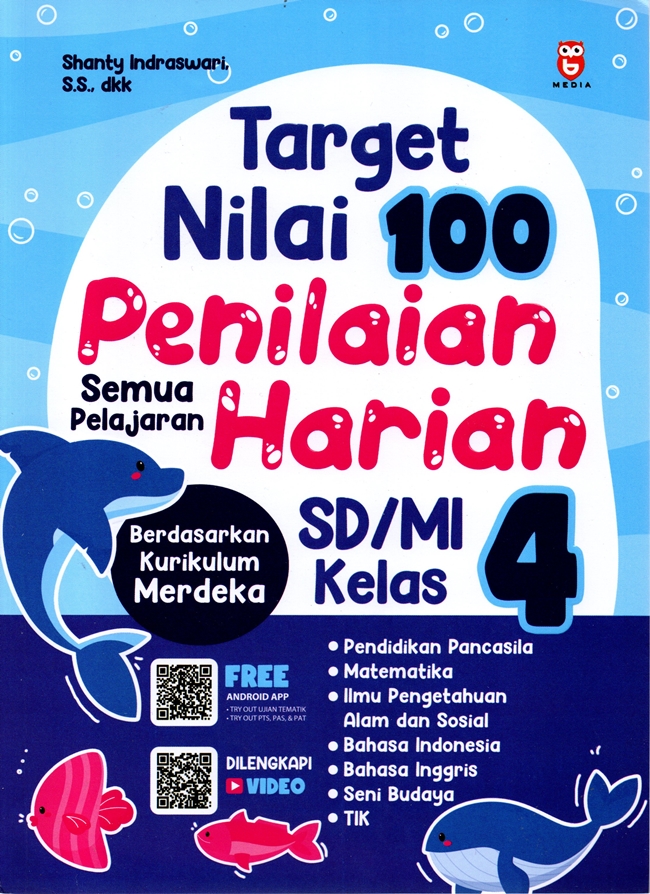 Shanty Indraswari,
S.S., dkk
b
MEDIA
Target
Nilai 100
Penilaian
Semua
Pelajaran
Harian
SD/MI
Kelas
4
Berdasarkan
Kurikulum
Merdeka
• Pendidikan Pancasila
• Matematika
• Ilmu Pengetahuan
Alam dan Sosial
• Bahasa Indonesia
• Bahasa Inggris
• Seni Budaya
• TIK
FREE
ANDROID APP
• TRY OUT UJIAN TEMATIK
• TRY OUT PTS, PAS, & PAT
DILENGKAPI
VIDEO